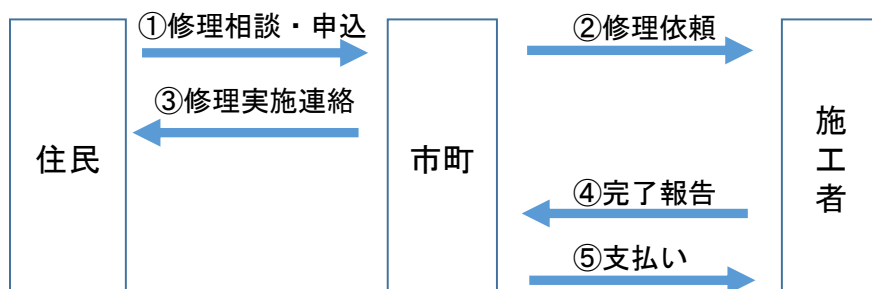 ①修理相談・申込
②修理依頼
③修理実施連絡
住民
市町
施工者
④完了報告
⑤支払い